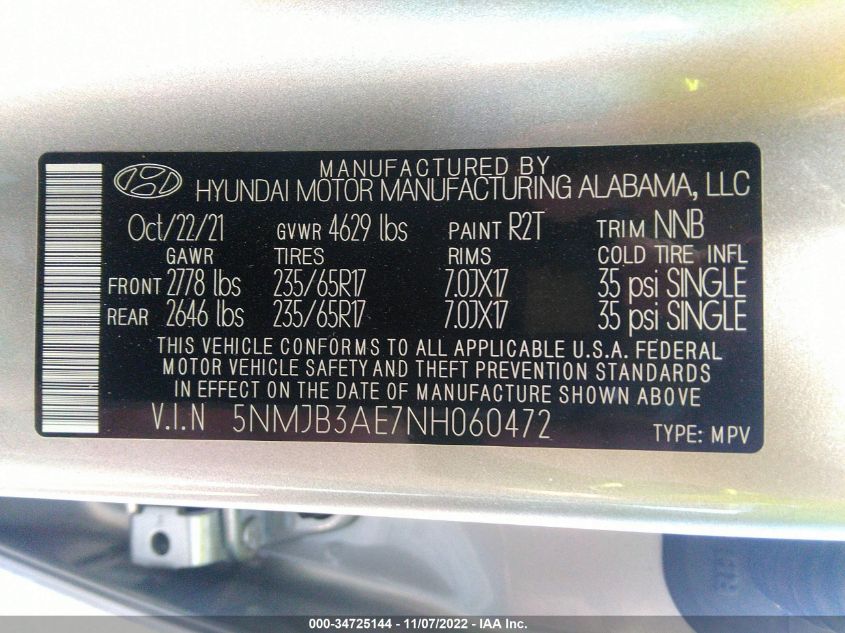 MANUFACTURED BY
HYUNDAI MOTOR MANUFACTURING ALABAMA, LLC
Oct/22/21 GVWR 4629 lbs PAINT R2T TRIM NNB
GAWR TIRES RIMS COLD TIRE INFL
FRONT 2778 lbs 235/65R17 7.0JX17 35 psi SINGLE
REAR 2646 lbs 235/65R17 7.0JX17 35 psi SINGLE
THIS VEHICLE CONFORMS TO ALL APPLICABLE U.S.A. FEDERAL
MOTOR VEHICLE SAFETY AND THEFT PREVENTION STANDARDS
IN EFFECT ON THE DATE OF MANUFACTURE SHOWN ABOVE
V.I.N 5NMJB3AE7NH060472 TYPE: MPV
000-34725144 - 11/07/2022 - IAA Inc.